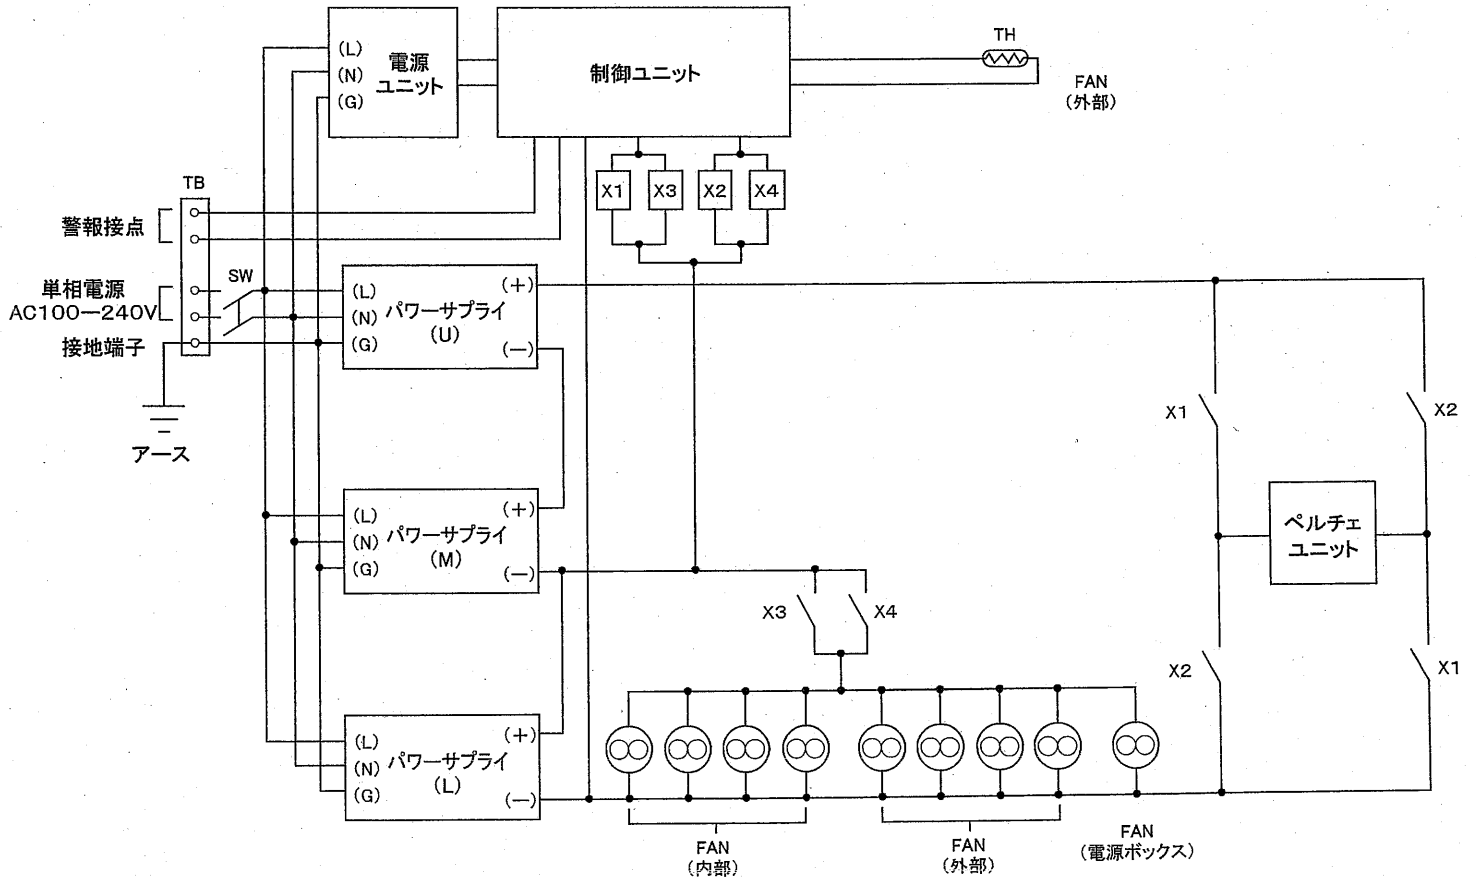 (L)
(N)
(G)
電源
ユニット
制御ユニット
TH
FAN
(外部)
X1
X3
X2
X4
TB
警報接点
単相電源
AC100－240V
接地端子
SW
アース
(L)
(N)
(G)
パワーサプライ
(U)
(＋)
(－)
(L)
(N)
(G)
パワーサプライ
(M)
(＋)
(－)
(L)
(N)
(G)
パワーサプライ
(L)
(＋)
(－)
X1
X2
ペルチェ
ユニット
X3
X4
X2
X1
FAN
(内部)
FAN
(外部)
FAN
(電源ボックス)